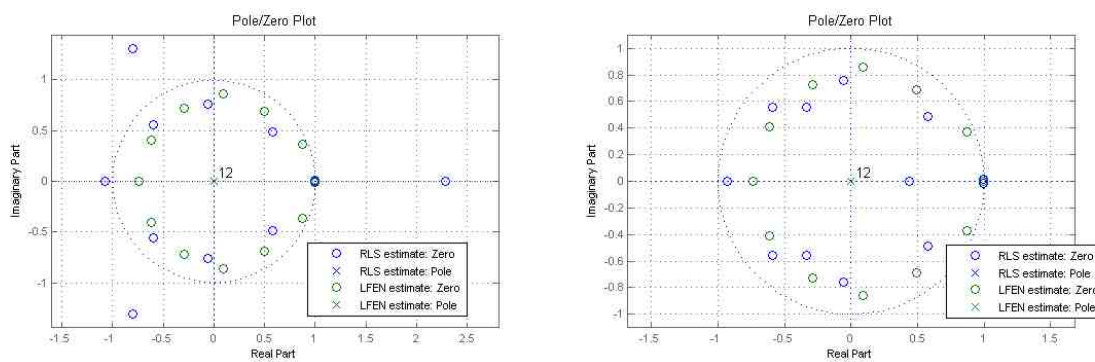 Pole/Zero Plot
Imaginary Part
1
0.5
0
-0.5
-1
12
RLS estimate: Zero
RLS estimate: Pole
LFEN estimate: Zero
LFEN estimate: Pole
-1.5 -1 -0.5 0 0.5 1 1.5 2 2.5
Real Part
Pole/Zero Plot
Imaginary Part
1
0.8
0.6
0.4
0.2
0
-0.2
-0.4
-0.6
-0.8
-1
12
RLS estimate: Zero
RLS estimate: Pole
LFEN estimate: Zero
LFEN estimate: Pole
-1.5 -1 -0.5 0 0.5 1 1.5
Real Part